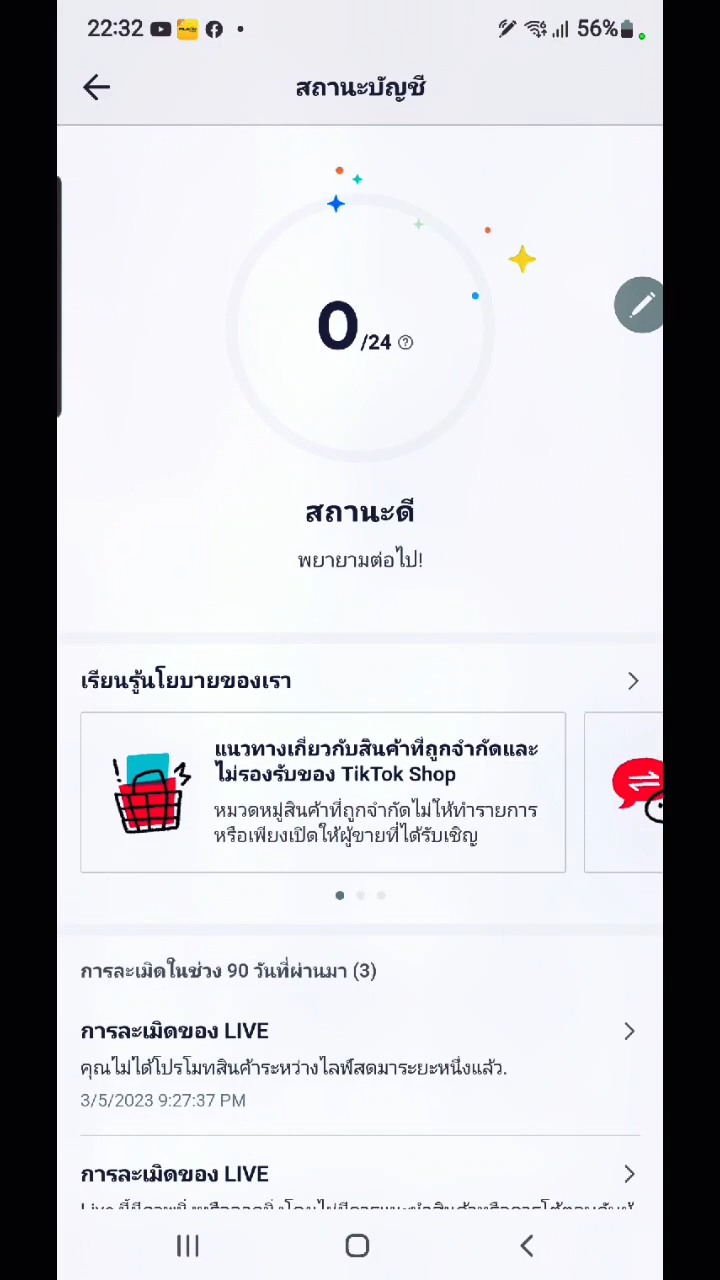 22:32
56%
สถานะบัญชี
0/24
สถานะดี
พยายามต่อไป!
เรียนรู้นโยบายของเรา
แนวทางเกี่ยวกับสินค้าที่ถูกจำกัดและ
ไม่รองรับของ TikTok Shop
หมวดหมู่สินค้าที่ถูกจำกัดไม่ให้ทำรายการ
หรือเพียงเปิดให้ผู้ขายที่ได้รับเชิญ
การละเมิดในช่วง 90 วันที่ผ่านมา (3)
การละเมิดของ LIVE
คุณไม่ได้โปรโมทสินค้าระหว่างไลฟ์สดมาระยะหนึ่งแล้ว.
3/5/2023 9:27:37 PM
การละเมิดของ LIVE